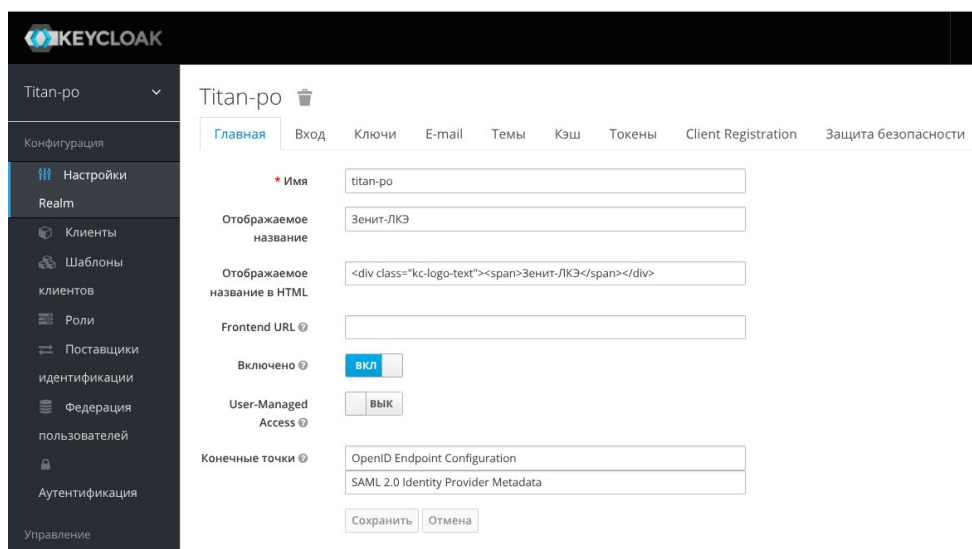 KEYCLOAK
Titan-po
Конфигурация
Настройки
Realm
Клиенты
Шаблоны
клиентов
Роли
Поставщики
идентификации
Федерация
пользователей
Аутентификация
Управление
Titan-po
Главная Вход Ключи E-mail Темы Кэш Токены Client Registration Защита безопасности
* Имя titan-po
Отображаемое Зенит-ЛКЭ
название
Отображаемое <div class="kc-logo-text"><span>Зенит-ЛКЭ</span></div>
название в HTML
Frontend URL
Включено ВКЛ
User-Managed ВЫК
Access
Конечные точки OpenID Endpoint Configuration
SAML 2.0 Identity Provider Metadata
Сохранить Отмена